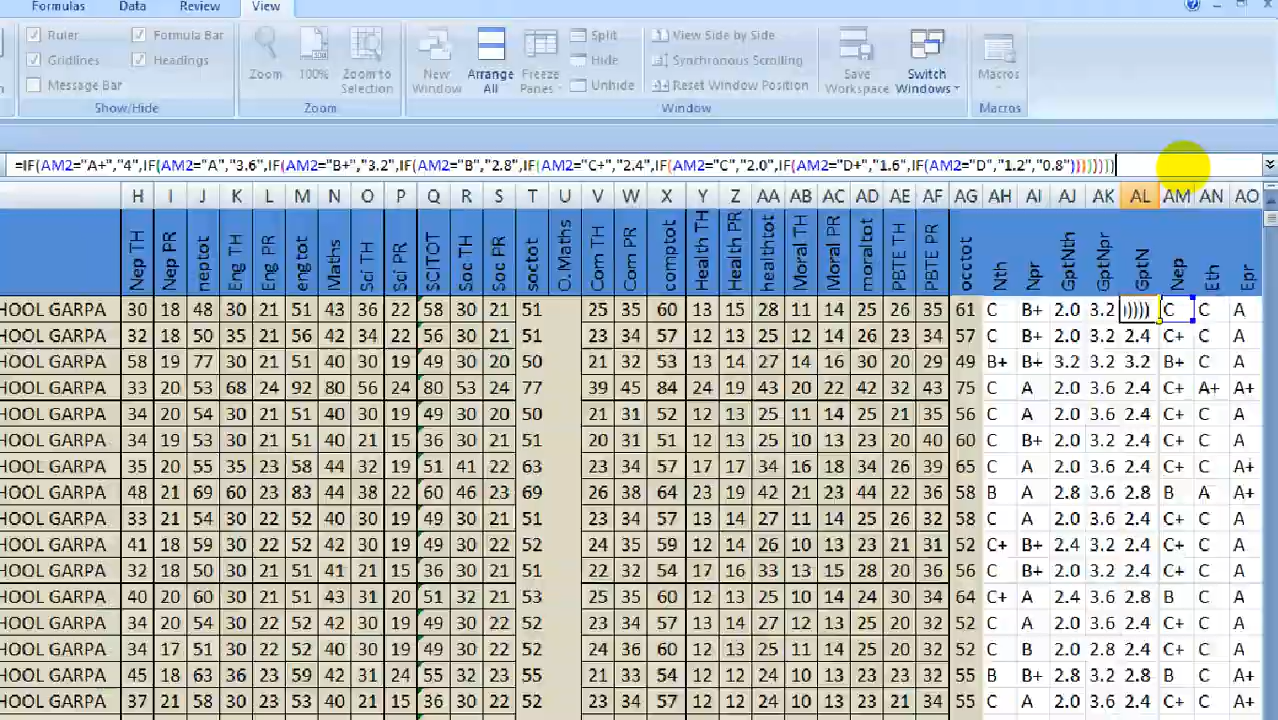 Formulas Data Review View
Ruler Formula Bar Split View Side by Side
Gridlines Headings Zoom 100% Zoom to Selection New Window Arrange All Freeze Panes Hide Synchronous Scrolling Save Workspace Switch Windows Macros
Message Bar Unhide Reset Window Position
Show/Hide Zoom Window Macros
=IF(AM2="A+","4",IF(AM2="A","3.6",IF(AM2="B+","3.2",IF(AM2="B","2.8",IF(AM2="C+","2.4",IF(AM2="C","2.0",IF(AM2="D+","1.6",IF(AM2="D","1.2","0.8"))))))))
H I J K L M N O P Q R S T U V W X Y Z AA AB AC AD AE AF AG AH AI AJ AK AL AM AN AO
Nep TH Nep PR neptot Eng TH Eng PR engtot Maths Sci TH Sci PR SCITOT Soc TH Soc PR soctot O.Maths Com TH Com PR comptot Health TH Health PR healthtot Moral TH Moral PR moraltot PBTE TH PBTE PR occtot Nth Npr GptNth GptNpr GptN Nep Eth Epr
HOOL GARPA 30 18 48 30 21 51 43 36 22 58 30 21 51 25 35 60 13 15 28 11 14 25 26 35 61 C B+ 2.0 3.2 ))))) C C A
HOOL GARPA 32 18 50 35 21 56 42 34 22 56 30 21 51 23 34 57 12 13 25 12 14 26 23 34 57 C B+ 2.0 3.2 2.4 C+ C A
HOOL GARPA 58 19 77 30 21 51 40 30 19 49 30 20 50 21 32 53 13 14 27 14 16 30 20 29 49 B+ B+ 3.2 3.2 3.2 B+ C A
HOOL GARPA 33 20 53 68 24 92 80 56 24 80 53 24 77 39 45 84 24 19 43 20 22 42 32 43 75 C A 2.0 3.6 2.4 C+ A+ A+
HOOL GARPA 34 20 54 30 21 51 40 30 19 49 30 20 50 21 31 52 12 13 25 11 14 25 21 35 56 C A 2.0 3.6 2.4 C+ C A
HOOL GARPA 34 19 53 30 21 51 40 21 15 36 30 21 51 20 31 51 12 13 25 10 13 23 20 40 60 C B+ 2.0 3.2 2.4 C+ C A
HOOL GARPA 35 20 55 35 23 58 44 32 19 51 41 22 63 23 34 57 17 17 34 16 18 34 26 39 65 C A 2.0 3.6 2.4 C+ C A+
HOOL GARPA 48 21 69 60 23 83 44 38 22 60 46 23 69 26 38 64 23 19 42 21 23 44 22 36 58 B A 2.8 3.6 2.8 B A A+
HOOL GARPA 33 21 54 30 22 52 40 30 19 49 30 21 51 23 34 57 13 14 27 11 14 25 26 32 58 C A 2.0 3.6 2.4 C+ C A
HOOL GARPA 41 18 59 30 22 52 42 30 19 49 30 22 52 24 35 59 12 14 26 10 13 23 21 31 52 C+ B+ 2.4 3.2 2.4 C+ C A
HOOL GARPA 32 18 50 30 21 51 41 21 15 36 30 21 51 22 32 54 17 16 33 13 15 28 20 36 56 C B+ 2.0 3.2 2.4 C+ C A
HOOL GARPA 40 20 60 30 21 51 43 31 20 51 32 21 53 25 35 60 12 13 25 10 14 24 30 34 64 C+ A 2.4 3.6 2.8 B C A
HOOL GARPA 34 20 54 30 22 52 40 30 19 49 30 22 52 23 34 57 12 13 25 10 13 23 22 30 52 C A 2.0 3.6 2.4 C+ C A
HOOL GARPA 34 17 51 30 22 52 40 30 19 49 30 22 52 24 36 60 12 13 25 11 14 25 20 32 52 C B 2.0 2.8 2.4 C+ C A
HOOL GARPA 45 18 63 36 23 59 42 31 24 55 32 23 55 21 33 54 12 12 24 10 13 23 22 33 55 B B+ 2.8 3.2 2.8 B C A+
HOOL GARPA 37 21 58 30 23 53 40 21 15 36 30 22 52 23 34 57 12 13 25 10 13 23 21 34 55 C A 2.0 3.6 2.4 C+ C A+